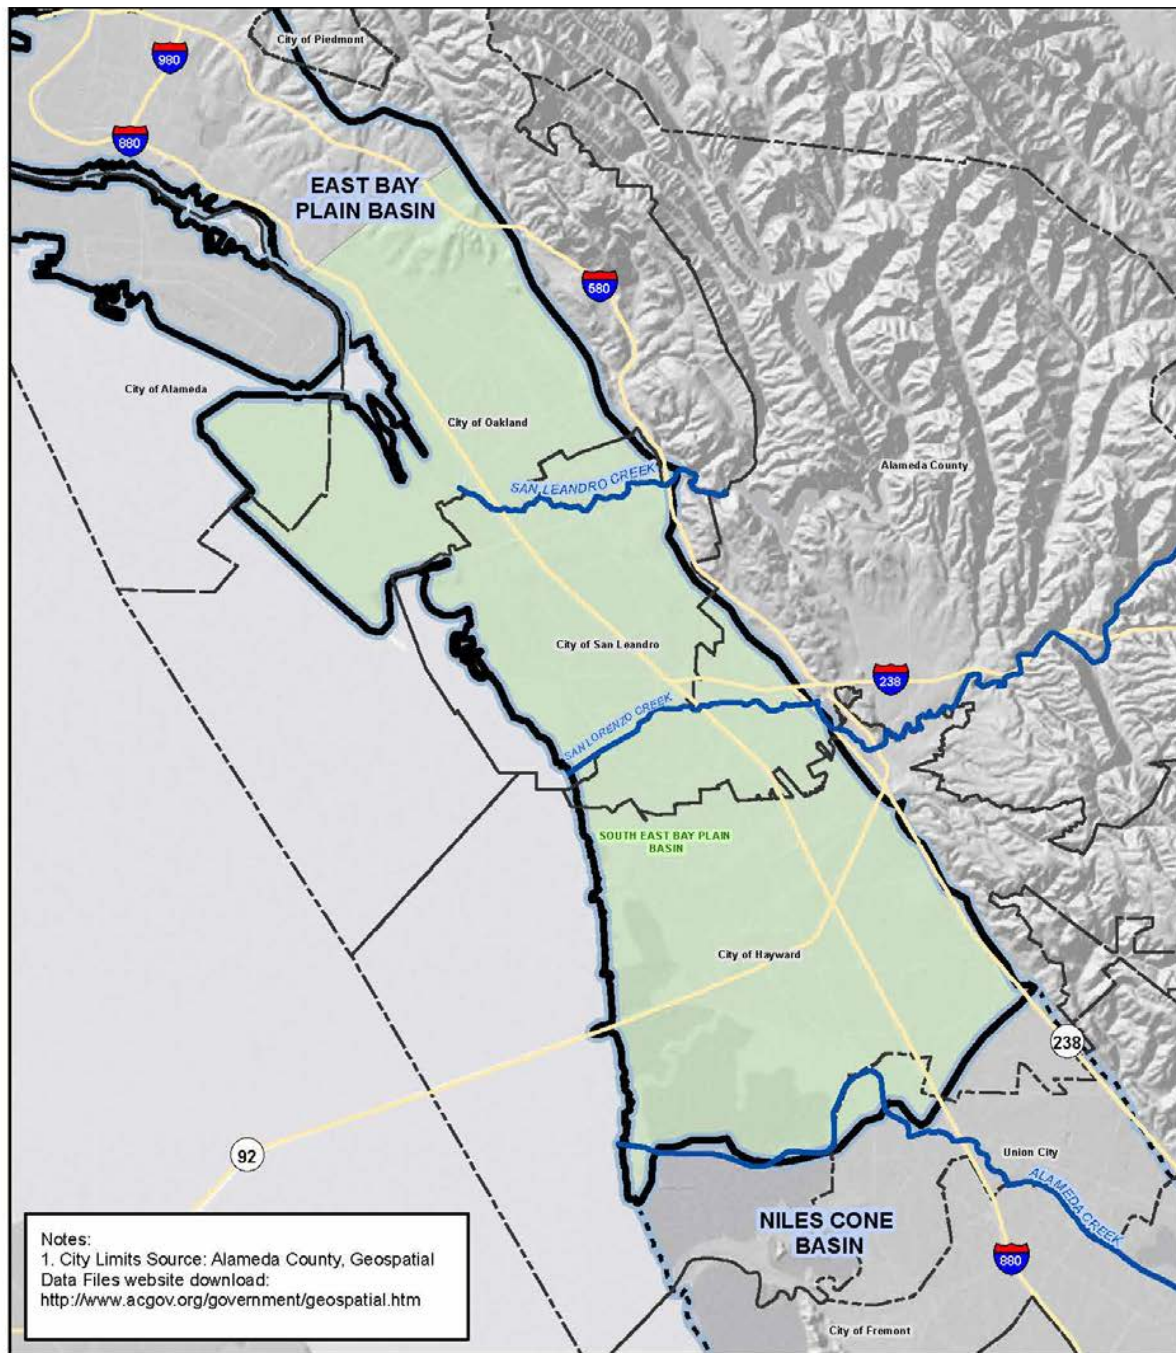 City of Piedmont
980
880
EAST BAY
PLAIN BASIN
580
City of Alameda
City of Oakland
Alameda County
SAN LEANDRO CREEK
City of San Leandro
238
SAN LORENZO CREEK
SOUTH EAST BAY PLAIN
BASIN
City of Hayward
238
92
Union City
ALAMEDA CREEK
NILES CONE
BASIN
880
City of Fremont
Notes:
1. City Limits Source: Alameda County, Geospatial
Data Files website download:
http://www.acgov.org/government/geospatial.htm